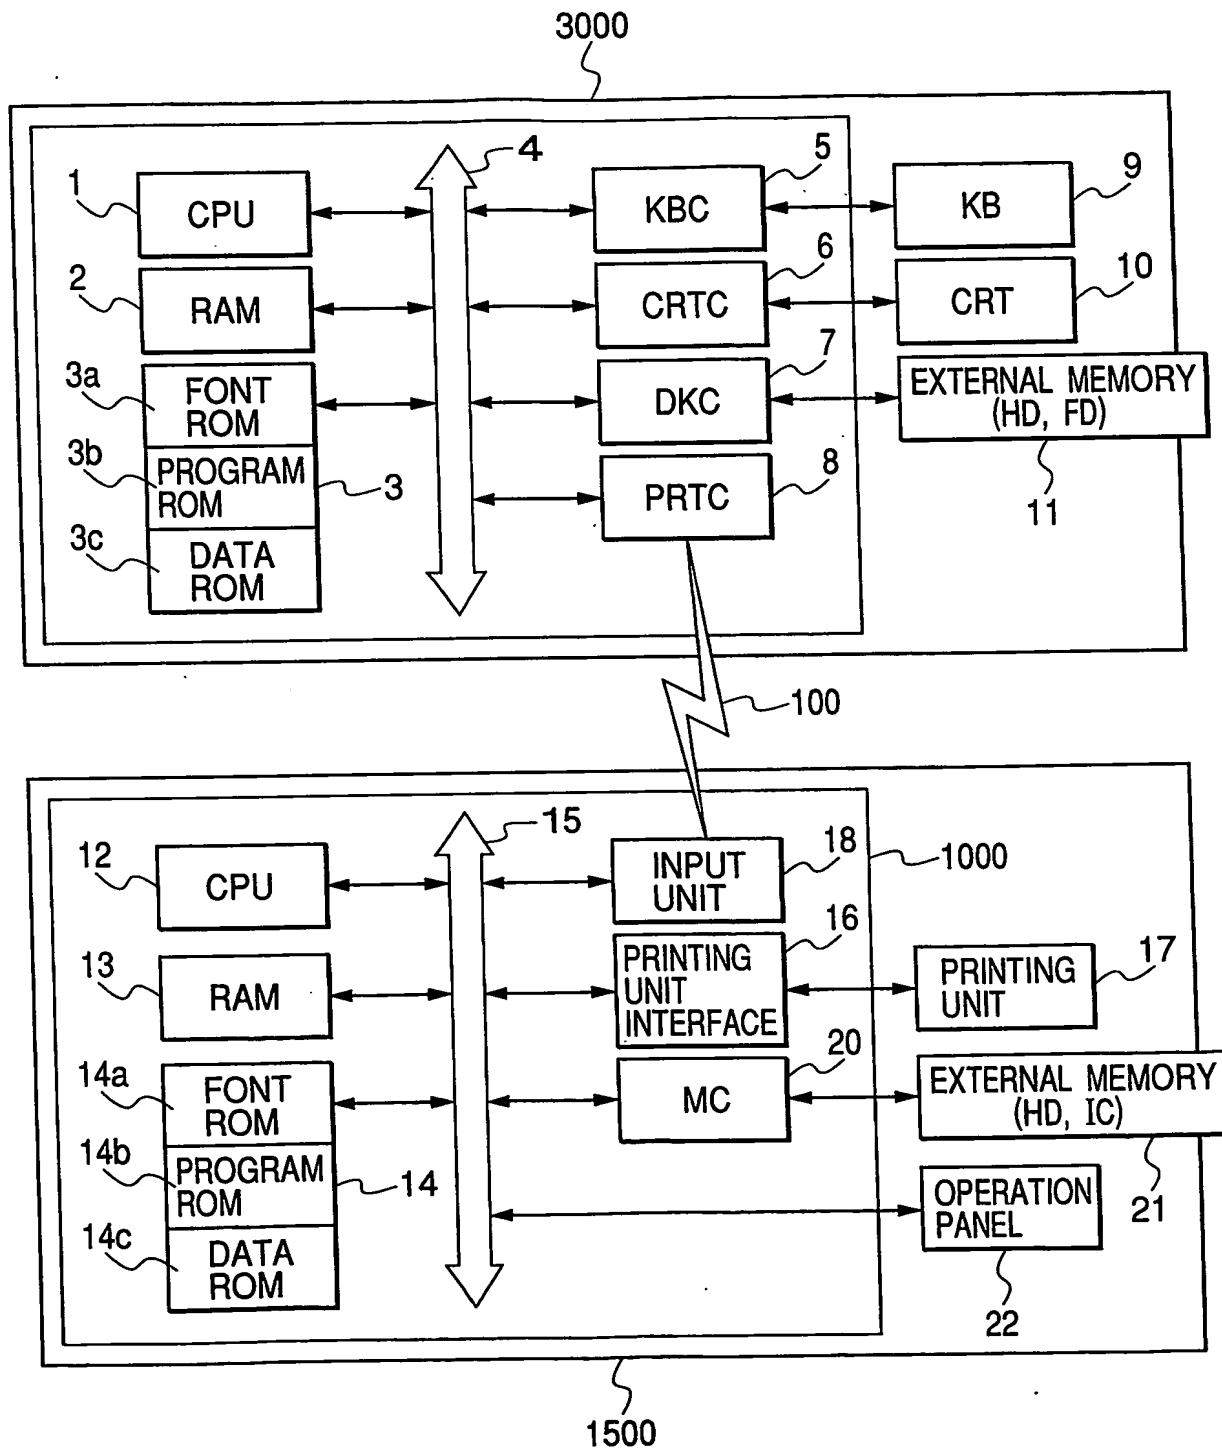 3000
1
CPU
4
5
KBC
9
KB
2
RAM
6
CRTC
10
CRT
3a
FONT
ROM
7
DKC
EXTERNAL MEMORY
(HD, FD)
11
3b
PROGRAM
ROM
3
8
PRTC
3c
DATA
ROM
100
12
CPU
15
INPUT
UNIT
18
1000
13
RAM
16
PRINTING
UNIT
INTERFACE
17
PRINTING
UNIT
14a
FONT
ROM
20
MC
EXTERNAL MEMORY
(HD, IC)
21
14b
PROGRAM
ROM
14
OPERATION
PANEL
22
14c
DATA
ROM
1500